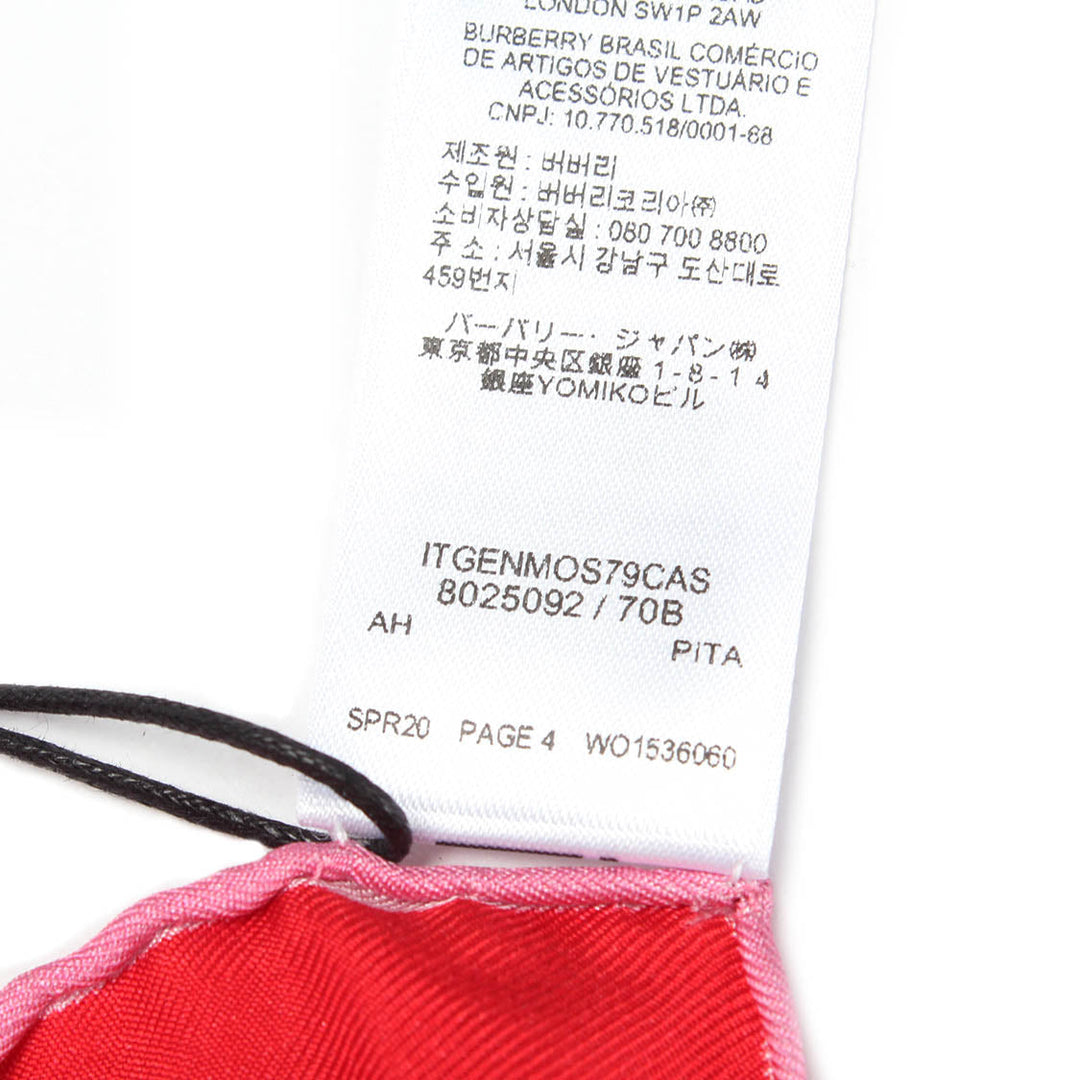 LONDON SW1P 2AW
BURBERRY BRASIL COMÉRCIO
DE ARTIGOS DE VESTUÁRIO E
ACESSÓRIOS LTDA.
CNPJ: 10.770.518/0001-68
제조원 : 버버리
수입원 : 버버리코리아㈜
소비자상담실 : 080 700 8800
주 소 : 서울시 강남구 도산대로
459번지
バーバリー・ジャパン㈱
東京都中央区銀座 1-8-14
銀座YOMIKOビル
ITGENMOS79CAS
8025092 / 70B
AH
PITA
SPR20 PAGE 4 WO1536060